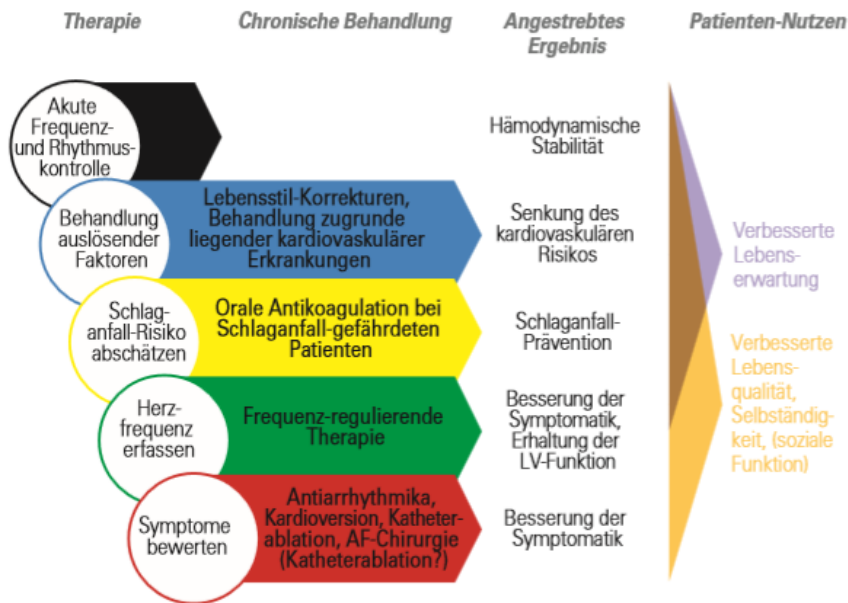 Therapie
Chronische Behandlung
Angestrebtes
Ergebnis
Patienten-Nutzen
Akute
Frequenz-
und Rhythmus-
kontrolle
Hämodynamische
Stabilität
Behandlung
auslösender
Faktoren
Lebensstil-Korrekturen,
Behandlung zugrunde
liegender kardiovaskulärer
Erkrankungen
Senkung des
kardiovaskulären
Risikos
Schlag-
anfall-Risiko
abschätzen
Orale Antikoagulation bei
Schlaganfall-gefährdeten
Patienten
Schlaganfall-
Prävention
Herz-
frequenz
erfassen
Frequenz-regulierende
Therapie
Besserung der
Symptomatik,
Erhaltung der
LV-Funktion
Symptome
bewerten
Antiarrhythmika,
Kardioversion, Katheter-
ablation, AF-Chirurgie
(Katheterablation?)
Besserung der
Symptomatik
Verbesserte
Lebens-
erwartung
Verbesserte
Lebens-
qualität,
Selbständig-
keit, (soziale
Funktion)